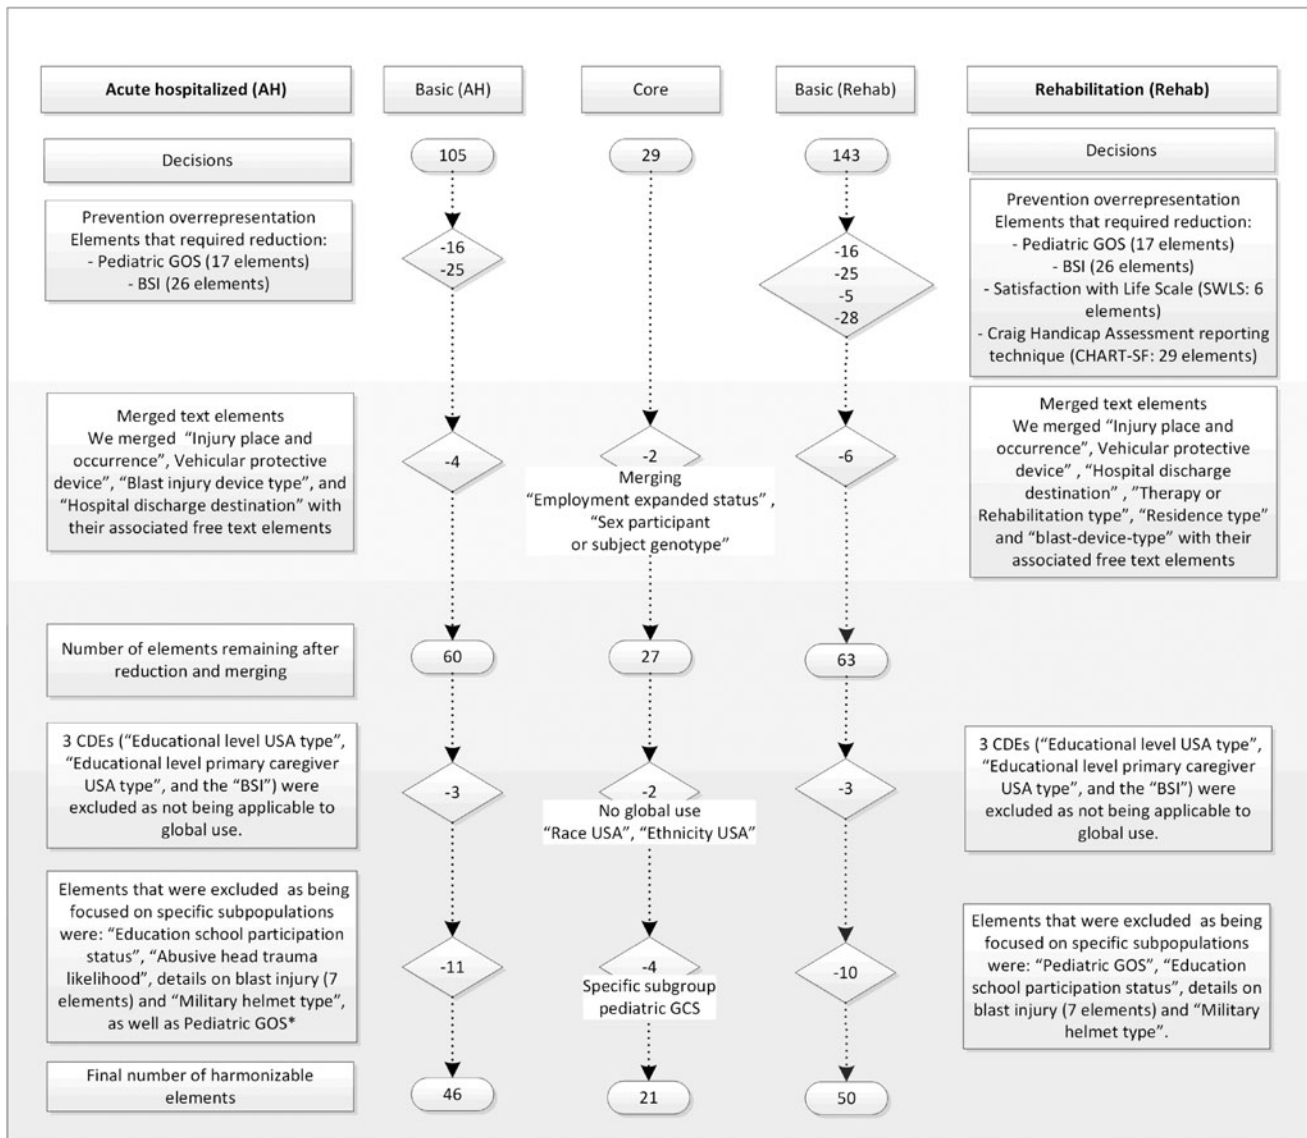 Acute hospitalized (AH)
Basic (AH)
Core
Basic (Rehab)
Rehabilitation (Rehab)
Decisions
105
29
143
Decisions
Prevention overrepresentation
Elements that required reduction:
- Pediatric GOS (17 elements)
- BSI (26 elements)
-16
-25
-16
-25
-5
-28
Prevention overrepresentation
Elements that required reduction:
- Pediatric GOS (17 elements)
- BSI (26 elements)
- Satisfaction with Life Scale (SWLS: 6
elements)
- Craig Handicap Assessment reporting
technique (CHART-SF: 29 elements)
Merged text elements
We merged “Injury place and
occurrence”, Vehicular protective
device”, “Blast injury device type”, and
“Hospital discharge destination” with
their associated free text elements
-4
-2
Merging
“Employment expanded status” ,
“Sex participant
or subject genotype”
-6
Merged text elements
We merged “Injury place and
occurrence”, Vehicular protective
device” , “Hospital discharge
destination” , ”Therapy or
Rehabilitation type”, “Residence type”
and “blast-device-type” with their
associated free text elements
Number of elements remaining after
reduction and merging
60
27
63
3 CDEs (“Educational level USA type”,
“Educational level primary caregiver
USA type”, and the “BSI”) were
excluded as not being applicable to
global use.
-3
-2
No global use
“Race USA”, “Ethnicity USA”
-3
3 CDEs (“Educational level USA type”,
“Educational level primary caregiver
USA type”, and the “BSI”) were
excluded as not being applicable to
global use.
Elements that were excluded  as being
focused on specific subpopulations
were: “Education school participation
status”, “Abusive head trauma
likelihood”, details on blast injury (7
elements) and “Military helmet type”,
as well as Pediatric GOS*
-11
-4
Specific subgroup
pediatric GCS
-10
Elements that were excluded  as being
focused on specific subpopulations
were: “Pediatric GOS”, “Education
school participation status”, details on
blast injury (7 elements) and “Military
helmet type”.
Final number of harmonizable
elements
46
21
50